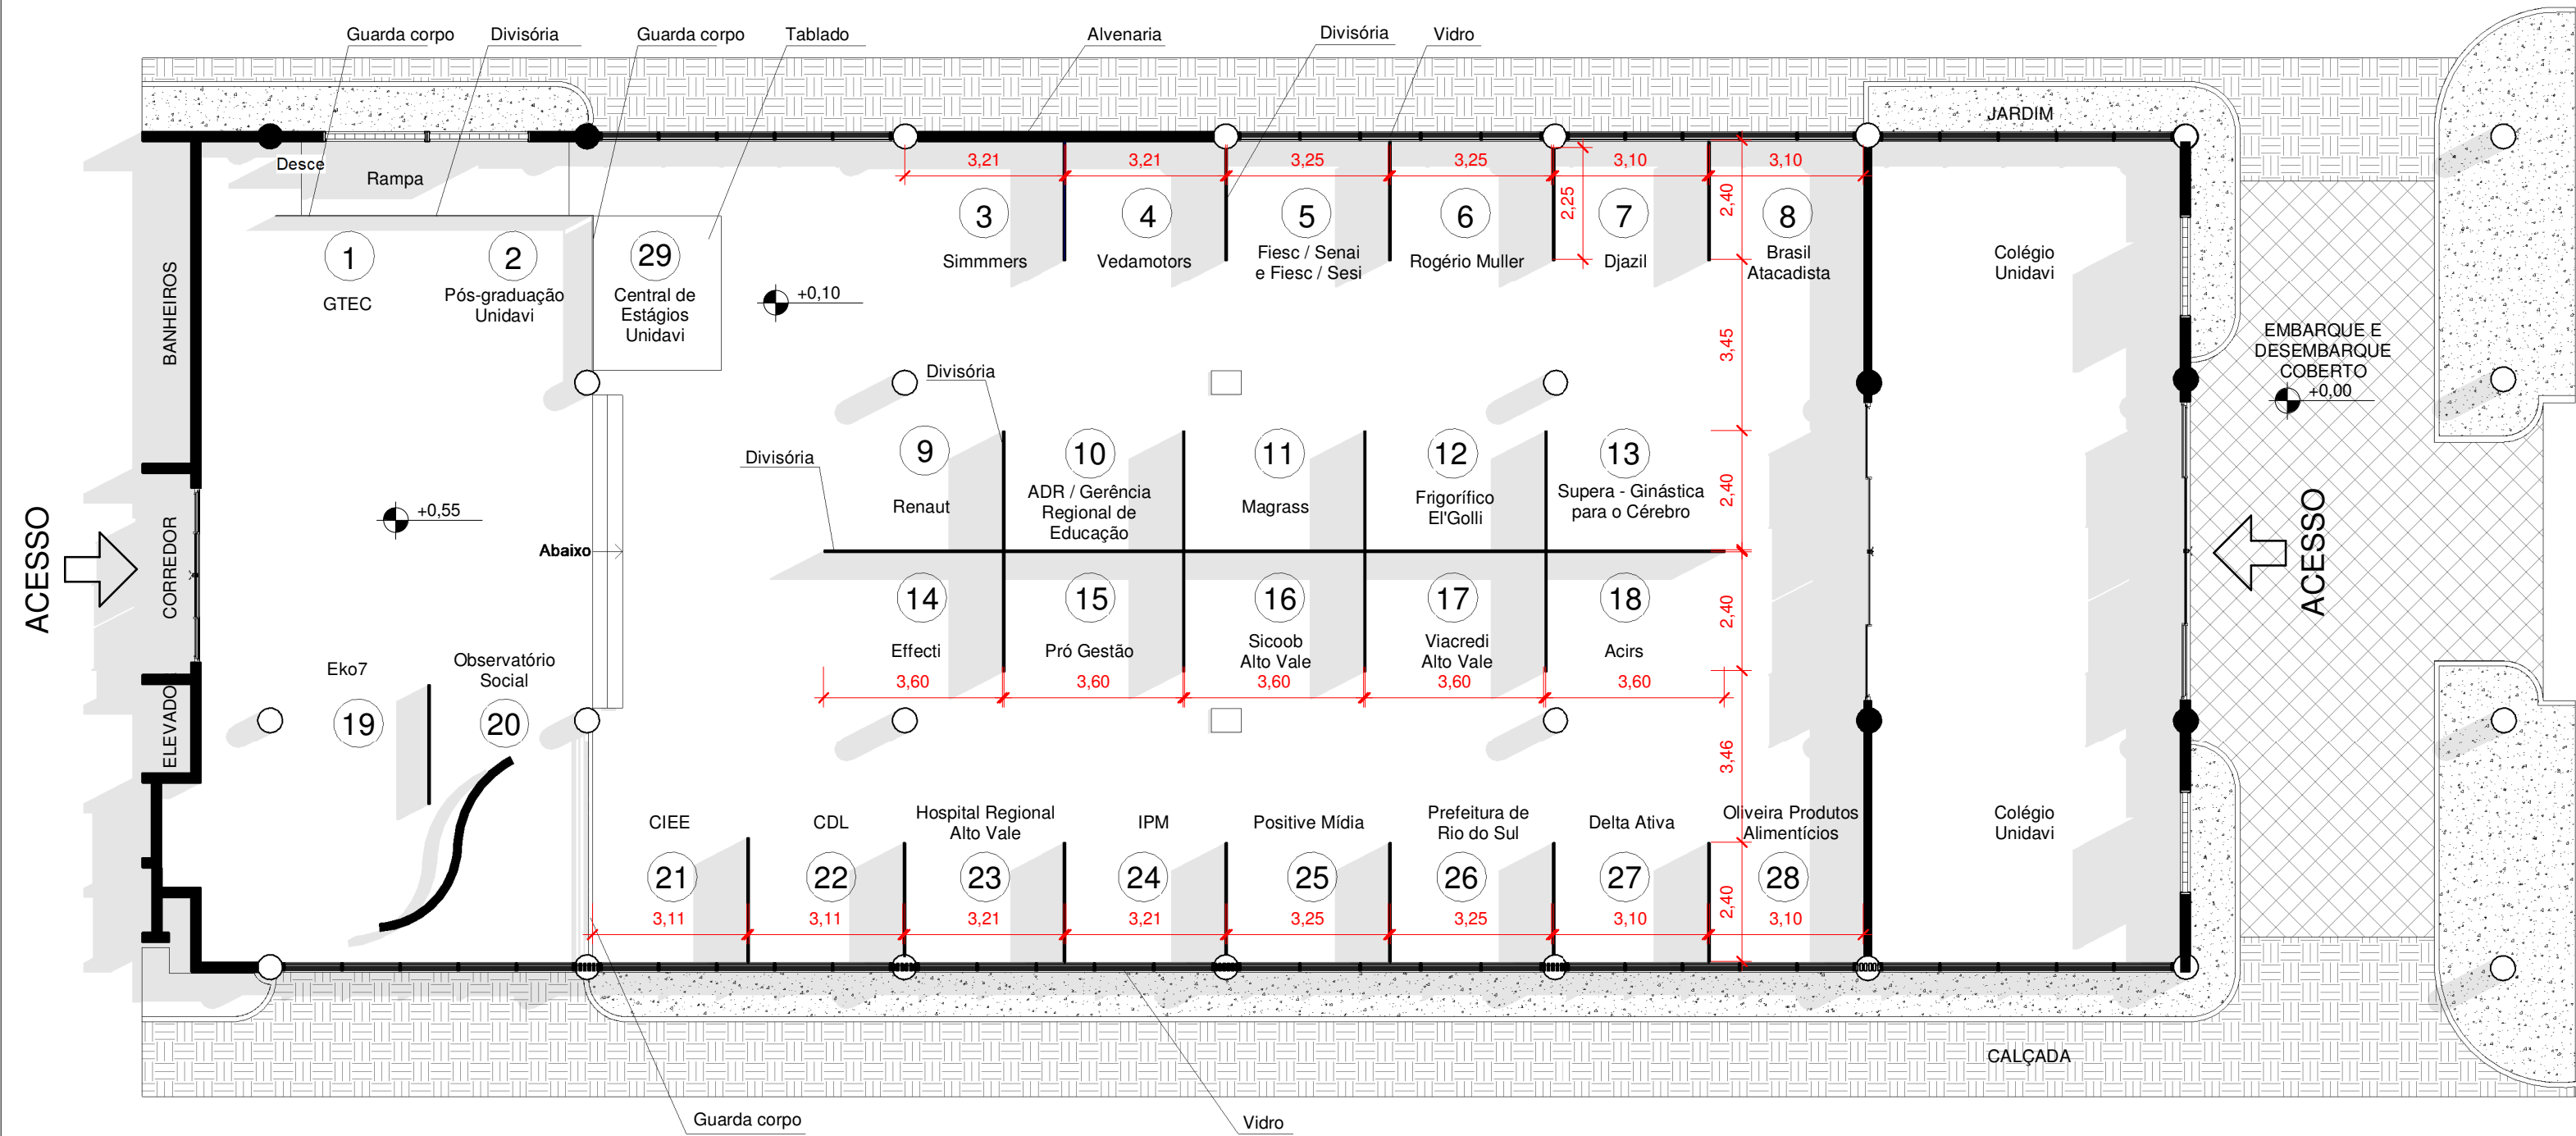 Guarda corpo
Divisória
Guarda corpo
Tablado
Alvenaria
Divisória
Vidro
JARDIM
Desce
Rampa
3,21
3,21
3,25
3,25
3,10
3,10
2,25
2,40
1
GTEC
2
Pós-graduação
Unidavi
29
Central de
Estágios
Unidavi
+0,10
3
Simmmers
4
Vedamotors
5
Fiesc / Senai
e Fiesc / Sesi
6
Rogério Muller
7
Djazil
8
Brasil
Atacadista
Colégio
Unidavi
BANHEIROS
3,45
EMBARQUE E
DESEMBARQUE
COBERTO
+0,00
Divisória
Divisória
9
Renaut
10
ADR / Gerência
Regional de
Educação
11
Magrass
12
Frigorífico
El'Golli
13
Supera - Ginástica
para o Cérebro
2,40
+0,55
Abaixo
ACESSO
CORREDOR
ACESSO
14
Effecti
15
Pró Gestão
16
Sicoob
Alto Vale
17
Viacredi
Alto Vale
18
Acirs
2,40
3,60
3,60
3,60
3,60
3,60
Eko7
19
Observatório
Social
20
ELEVADO
3,46
CIEE
21
3,11
CDL
22
3,11
Hospital Regional
Alto Vale
23
3,21
IPM
24
3,21
Positive Mídia
25
3,25
Prefeitura de
Rio do Sul
26
3,25
Delta Ativa
27
3,10
Oliveira Produtos
Alimentícios
28
3,10
2,40
Colégio
Unidavi
CALÇADA
Guarda corpo
Vidro